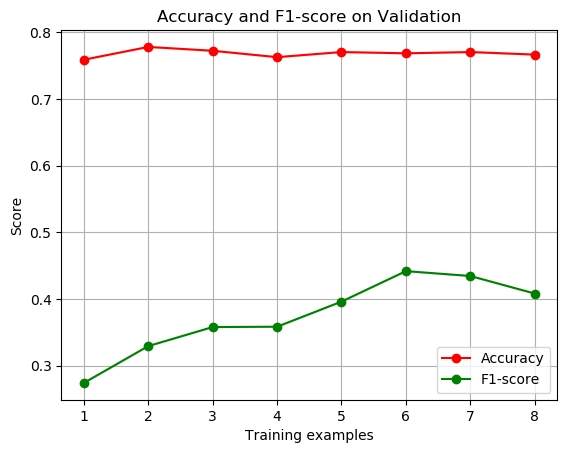 Accuracy and F1-score on Validation
0.8
0.7
0.6
0.5
0.4
0.3
Score
1 2 3 4 5 6 7 8
Training examples
Accuracy
F1-score